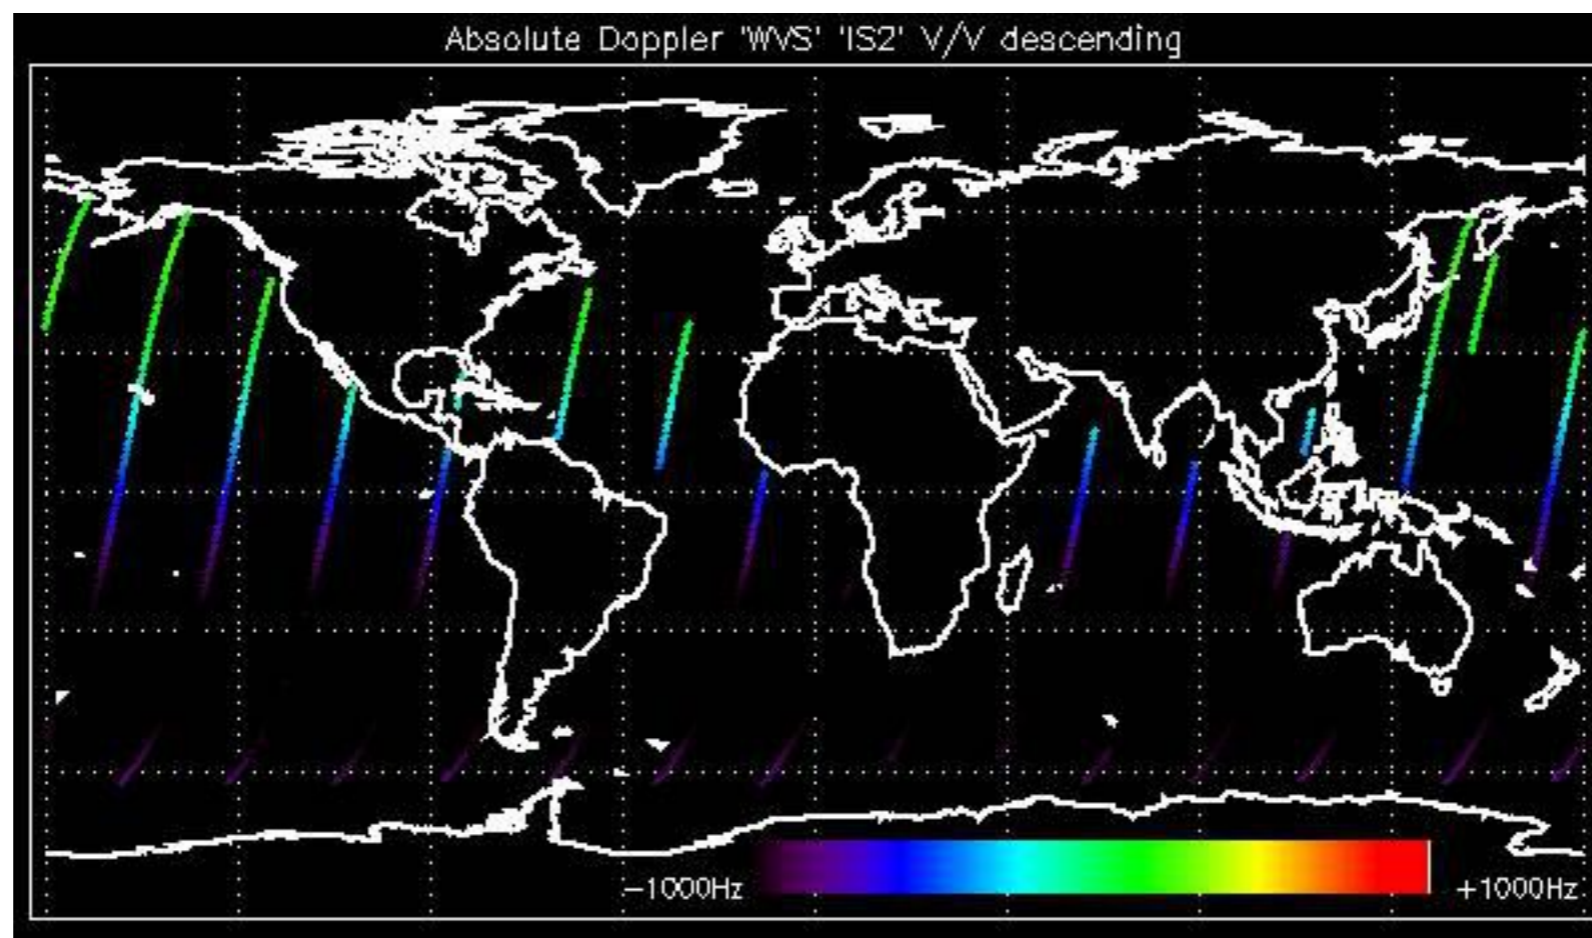 Absolute Doppler 'WVS' 'IS2' V/V descending
-1000Hz +1000Hz